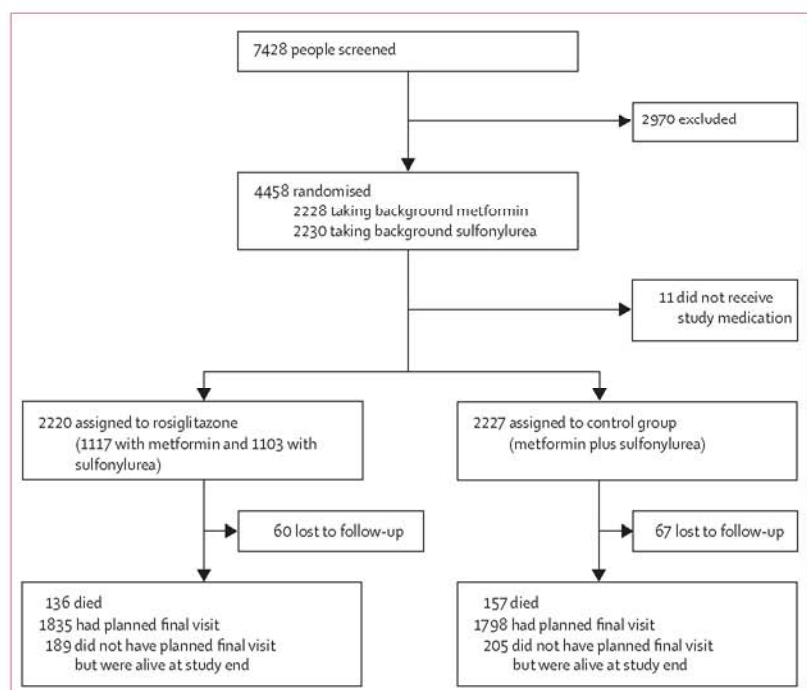 7428 people screened
2970 excluded
4458 randomised
2228 taking background metformin
2230 taking background sulfonylurea
11 did not receive
study medication
2220 assigned to rosiglitazone
(1117 with metformin and 1103 with
sulfonylurea)
2227 assigned to control group
(metformin plus sulfonylurea)
60 lost to follow-up
67 lost to follow-up
136 died
1835 had planned final visit
189 did not have planned final visit
but were alive at study end
157 died
1798 had planned final visit
205 did not have planned final visit
but were alive at study end